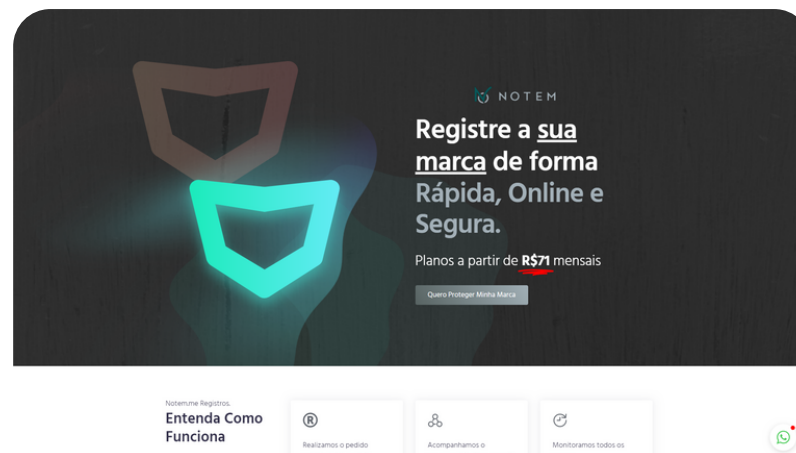 NOTEM
Registre a sua
marca de forma
Rápida, Online e
Segura.
Planos a partir de R$71 mensais
Quero Proteger Minha Marca
Notem.me Registros.
Entenda Como
Funciona
®
Realizamos o pedido
Acompanhamos o
Monitoramos todos os